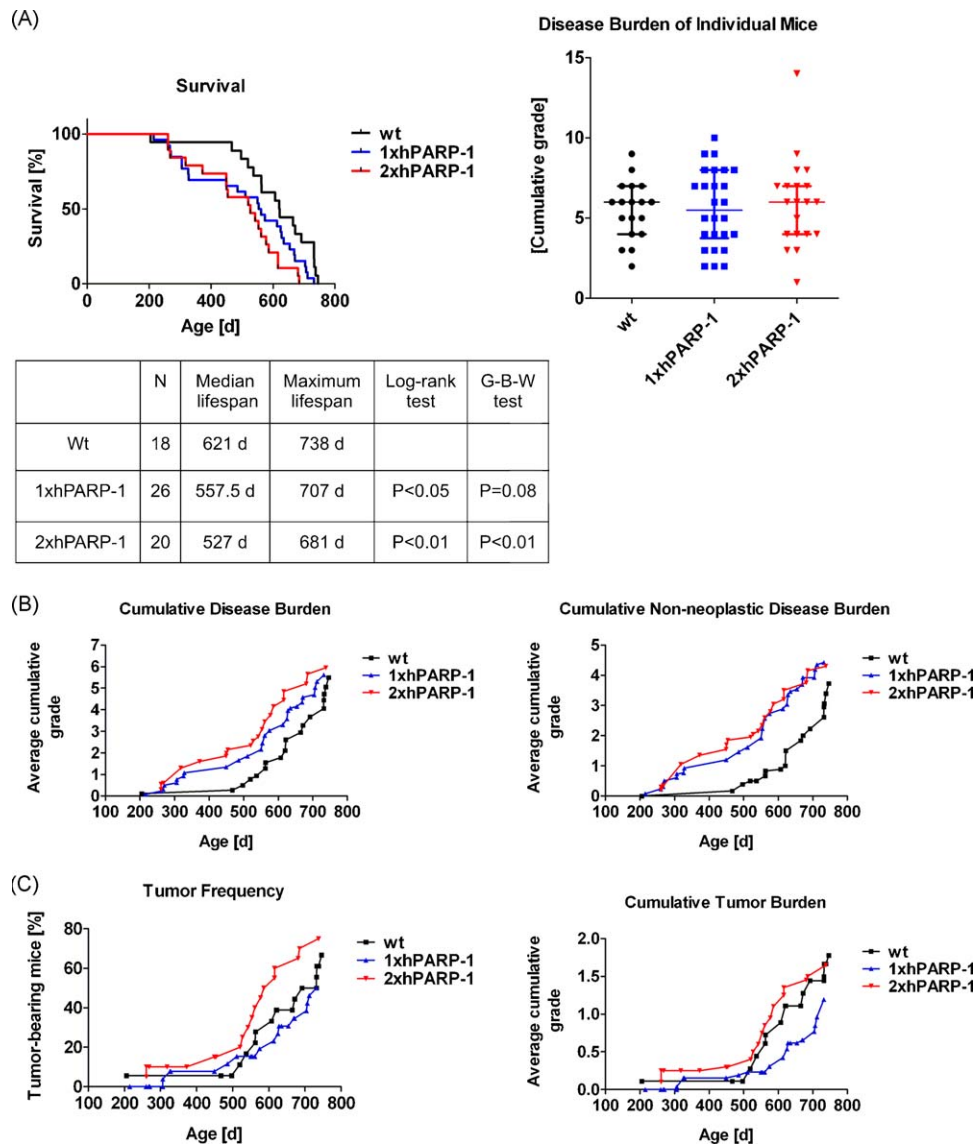 (A)
Survival
Survival [%]
100
50
0
0 200 400 600 800
Age [d]
wt
1xhPARP-1
2xhPARP-1
Disease Burden of Individual Mice
[Cumulative grade]
15
10
5
0
wt
1xhPARP-1
2xhPARP-1
N Median lifespan Maximum lifespan Log-rank test G-B-W test
Wt 18 621 d 738 d
1xhPARP-1 26 557.5 d 707 d P<0.05 P=0.08
2xhPARP-1 20 527 d 681 d P<0.01 P<0.01
(B)
Cumulative Disease Burden
Average cumulative
grade
7
6
5
4
3
2
1
0
100 200 300 400 500 600 700 800
Age [d]
wt
1xhPARP-1
2xhPARP-1
Cumulative Non-neoplastic Disease Burden
Average cumulative
grade
5
4
3
2
1
0
100 200 300 400 500 600 700 800
Age [d]
wt
1xhPARP-1
2xhPARP-1
(C)
Tumor Frequency
Tumor-bearing mice [%]
80
60
40
20
0
100 200 300 400 500 600 700 800
Age [d]
wt
1xhPARP-1
2xhPARP-1
Cumulative Tumor Burden
Average cumulative
grade
2.0
1.5
1.0
0.5
0.0
100 200 300 400 500 600 700 800
Age [d]
wt
1xhPARP-1
2xhPARP-1